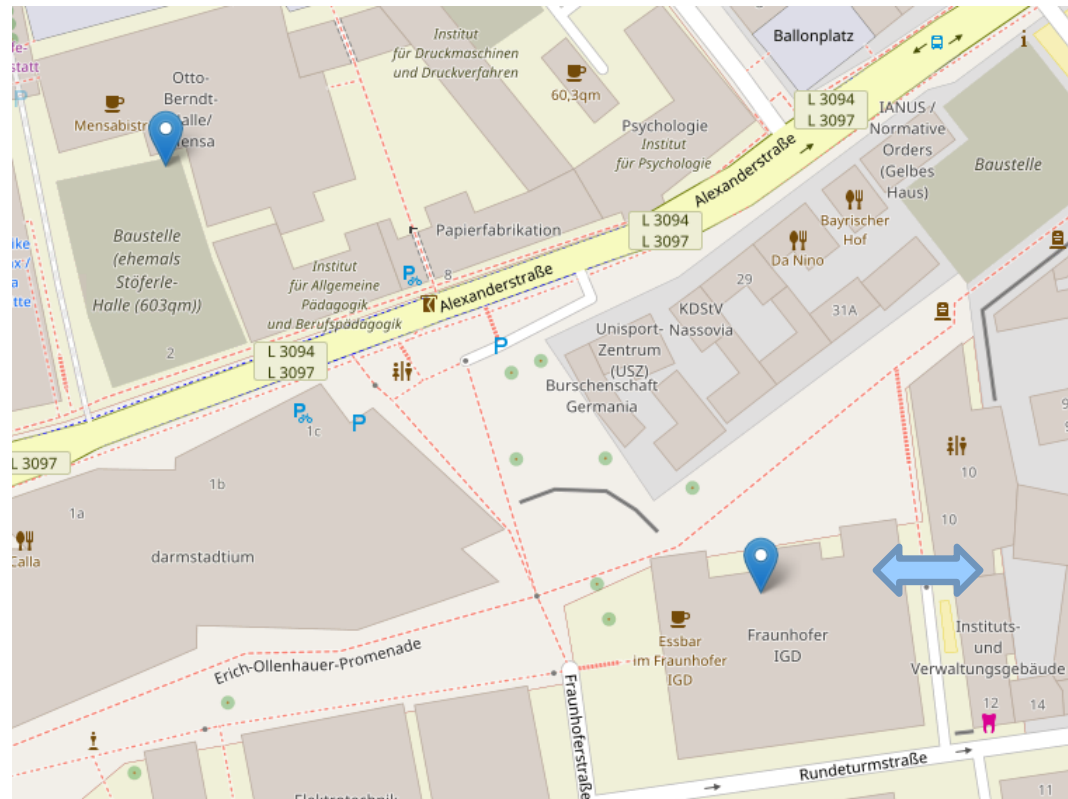 Institut
für Druckmaschinen
und Druckverfahren
Ballonplatz
Otto-
Berndt-
Halle/
Mensa
Mensabistr
60,3qm
L 3094
L 3097
IANUS /
Normative
Orders
(Gelbes
Haus)
Psychologie
Institut
für Psychologie
Baustelle
Alexanderstraße
Bayrischer
Hof
L 3094
L 3097
Papierfabrikation
Baustelle
(ehemals
Stöferle-
Halle (603qm))
Da Nino
Institut
für Allgemeine
Pädagogik
und Berufspädagogik
8
Alexanderstraße
29
KDStV
Nassovia
31A
Unisport-
Zentrum
(USZ)
2
L 3094
L 3097
P
P
P
P
Burschenschaft
Germania
1c
L 3097
1b
1a
10
10
Calla
darmstadtium
Essbar
im Fraunhofer
IGD
Fraunhofer
IGD
Instituts-
und
Verwaltungsgebäude
Erich-Ollenhauer-Promenade
Fraunhoferstraße
12
14
Rundeturmstraße
11
Elektrotechnik